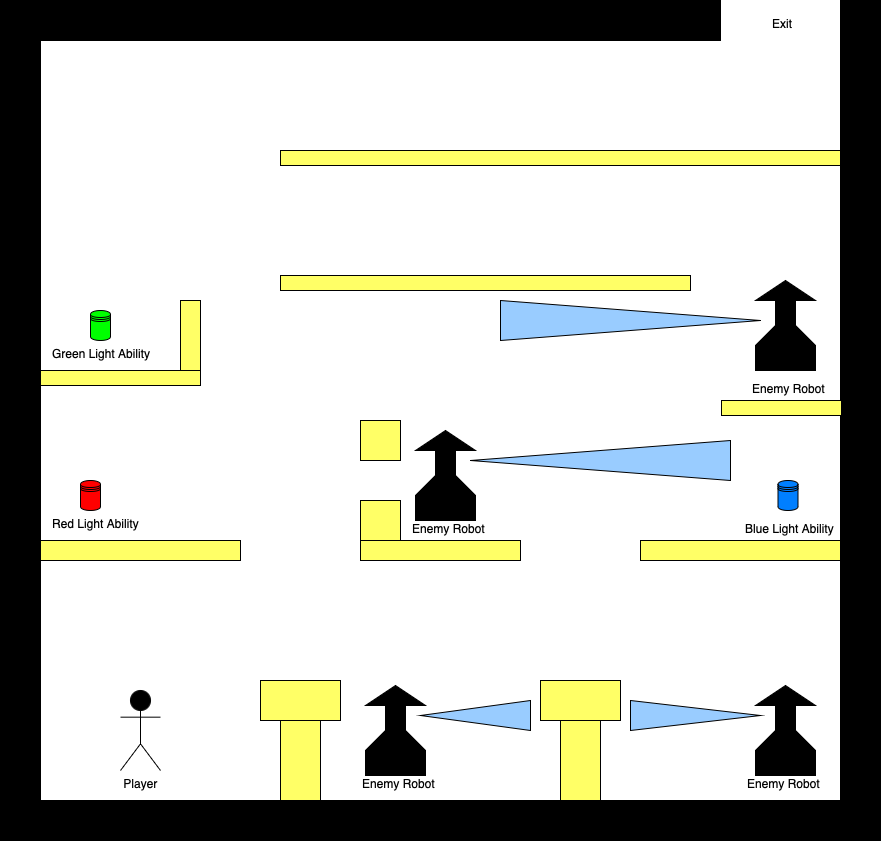 Exit
Green Light Ability
Enemy Robot
Red Light Ability
Enemy Robot
Blue Light Ability
Player
Enemy Robot
Enemy Robot